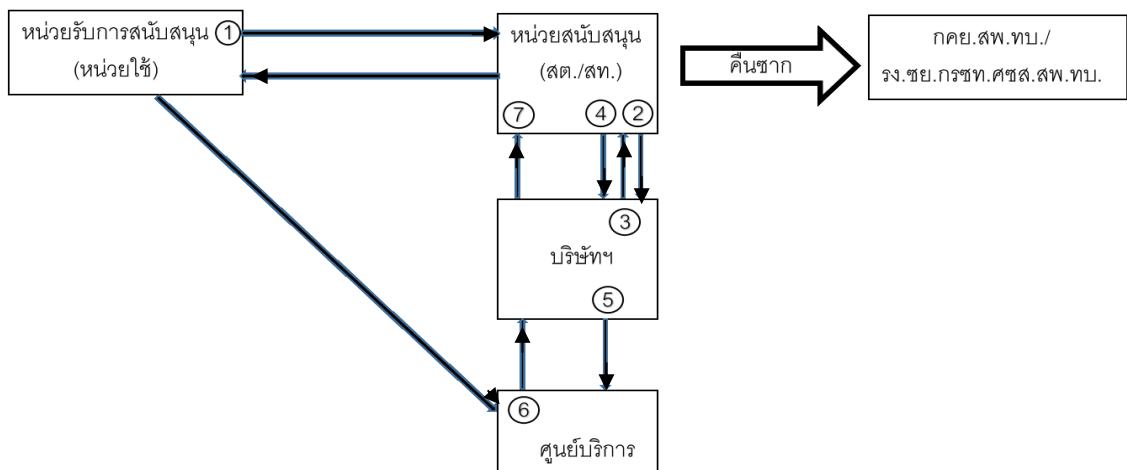 หน่วยรับการสนับสนุน ①
(หน่วยใช้)
หน่วยสนับสนุน
(สต./สท.)
⑦ ④ ②
คืนซาก
กคย.สพ.ทบ./
รง.ซย.กรซท.ศซส.สพ.ทบ.
③
บริษัทฯ
⑤
⑥
ศูนย์บริการ